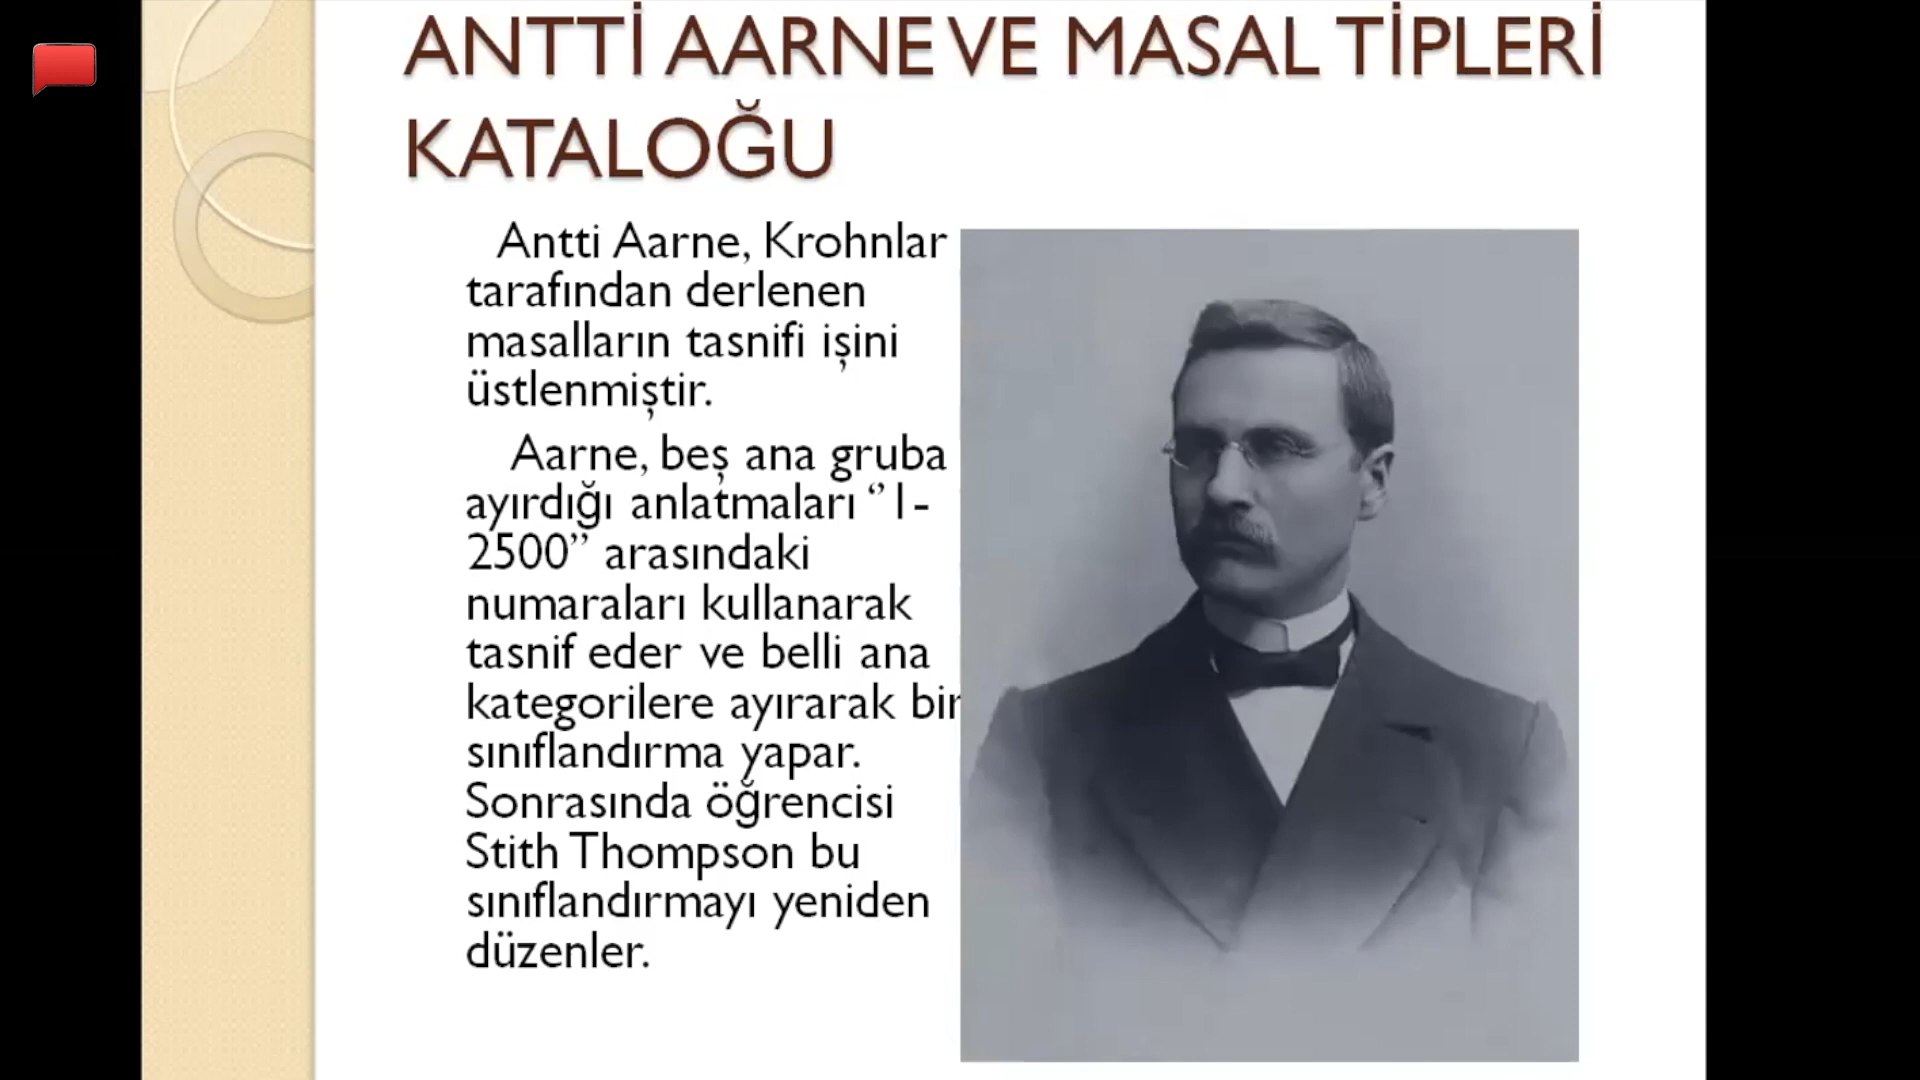 ANTTİ AARNE VE MASAL TİPLERİ
KATALOĞU
Antti Aarne, Krohnlar
tarafından derlenen
masalların tasnifi işini
üstlenmiştir.
Aarne, beş ana gruba
ayırdığı anlatmaları ‘’1-
2500’’ arasındaki
numaraları kullanarak
tasnif eder ve belli ana
kategorilere ayırarak bir
sınıflandırma yapar.
Sonrasında öğrencisi
Stith Thompson bu
sınıflandırmayı yeniden
düzenler.